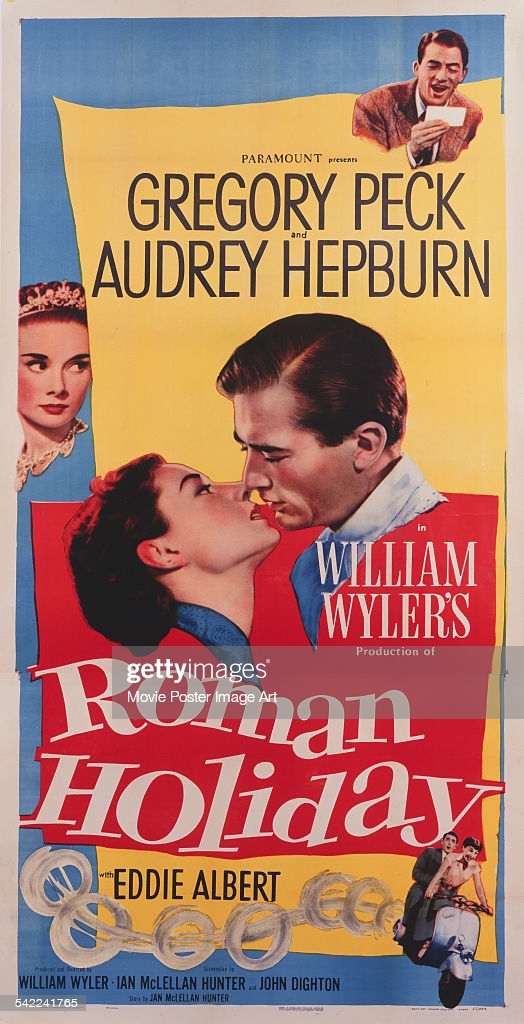 PARAMOUNT presents
GREGORY PECK
and
AUDREY HEPBURN
in
WILLIAM
WYLER'S
Production of
gettyimages
Movie Poster Image Art
Roman
Holiday
with EDDIE ALBERT
Produced and Directed by Screenplay by
WILLIAM WYLER · IAN McLELLAN HUNTER and JOHN DIGHTON
Story by IAN McLELLAN HUNTER
542241765